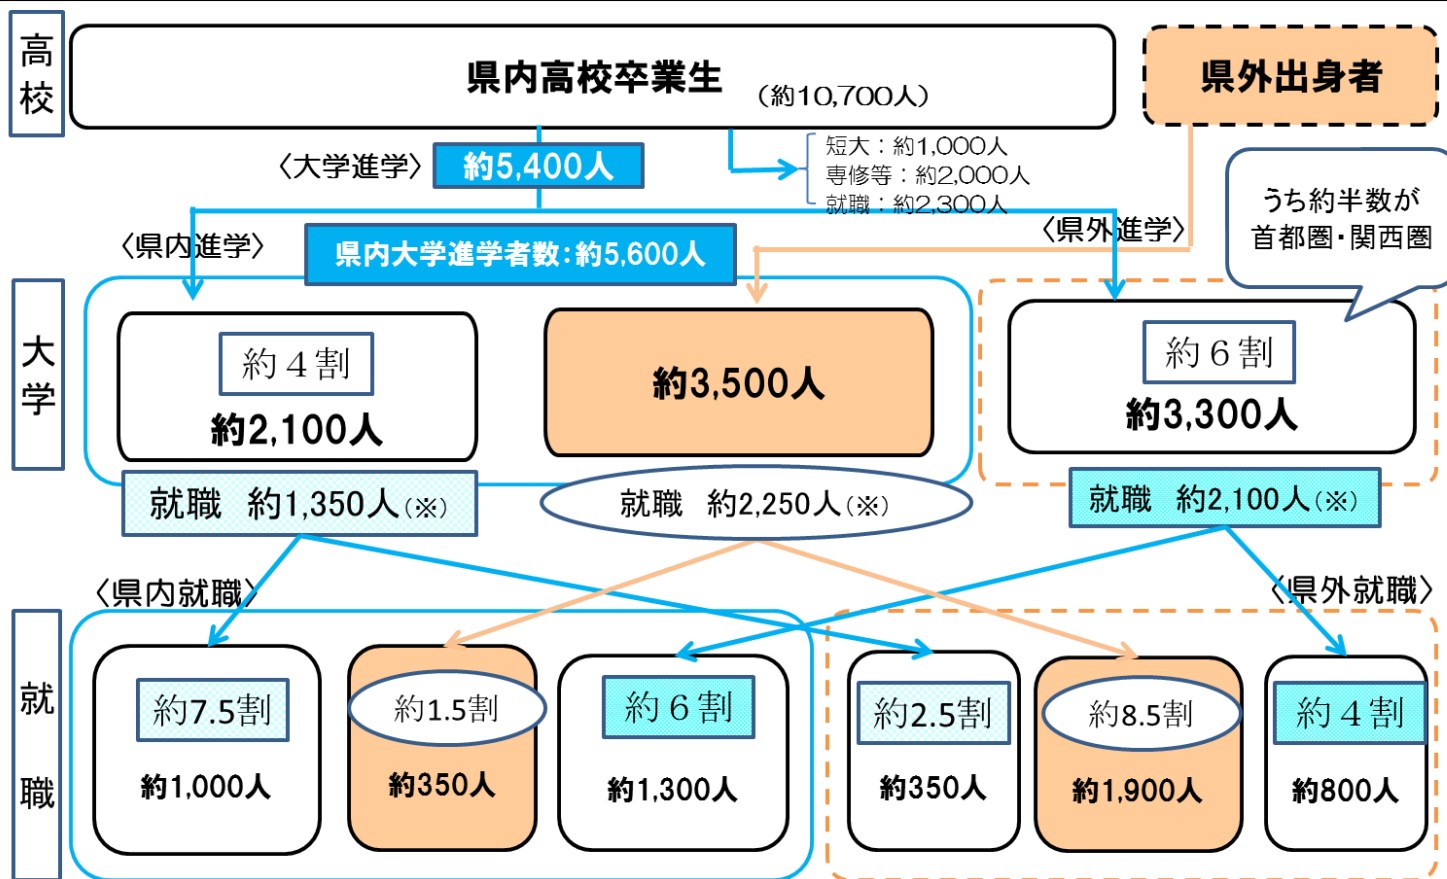 高校
県内高校卒業生 (約10,700人)
県外出身者
〈大学進学〉
約5,400人
短大：約1,000人
専修等：約2,000人
就職：約2,300人
うち約半数が
首都圏・関西圏
〈県内進学〉
県内大学進学者数：約5,600人
〈県外進学〉
大学
約４割
約2,100人
約3,500人
約６割
約3,300人
就職 約1,350人(※)
就職 約2,250人(※)
就職 約2,100人(※)
〈県内就職〉
〈県外就職〉
就職
約7.5割
約1,000人
約1.5割
約350人
約６割
約1,300人
約2.5割
約350人
約8.5割
約1,900人
約４割
約800人